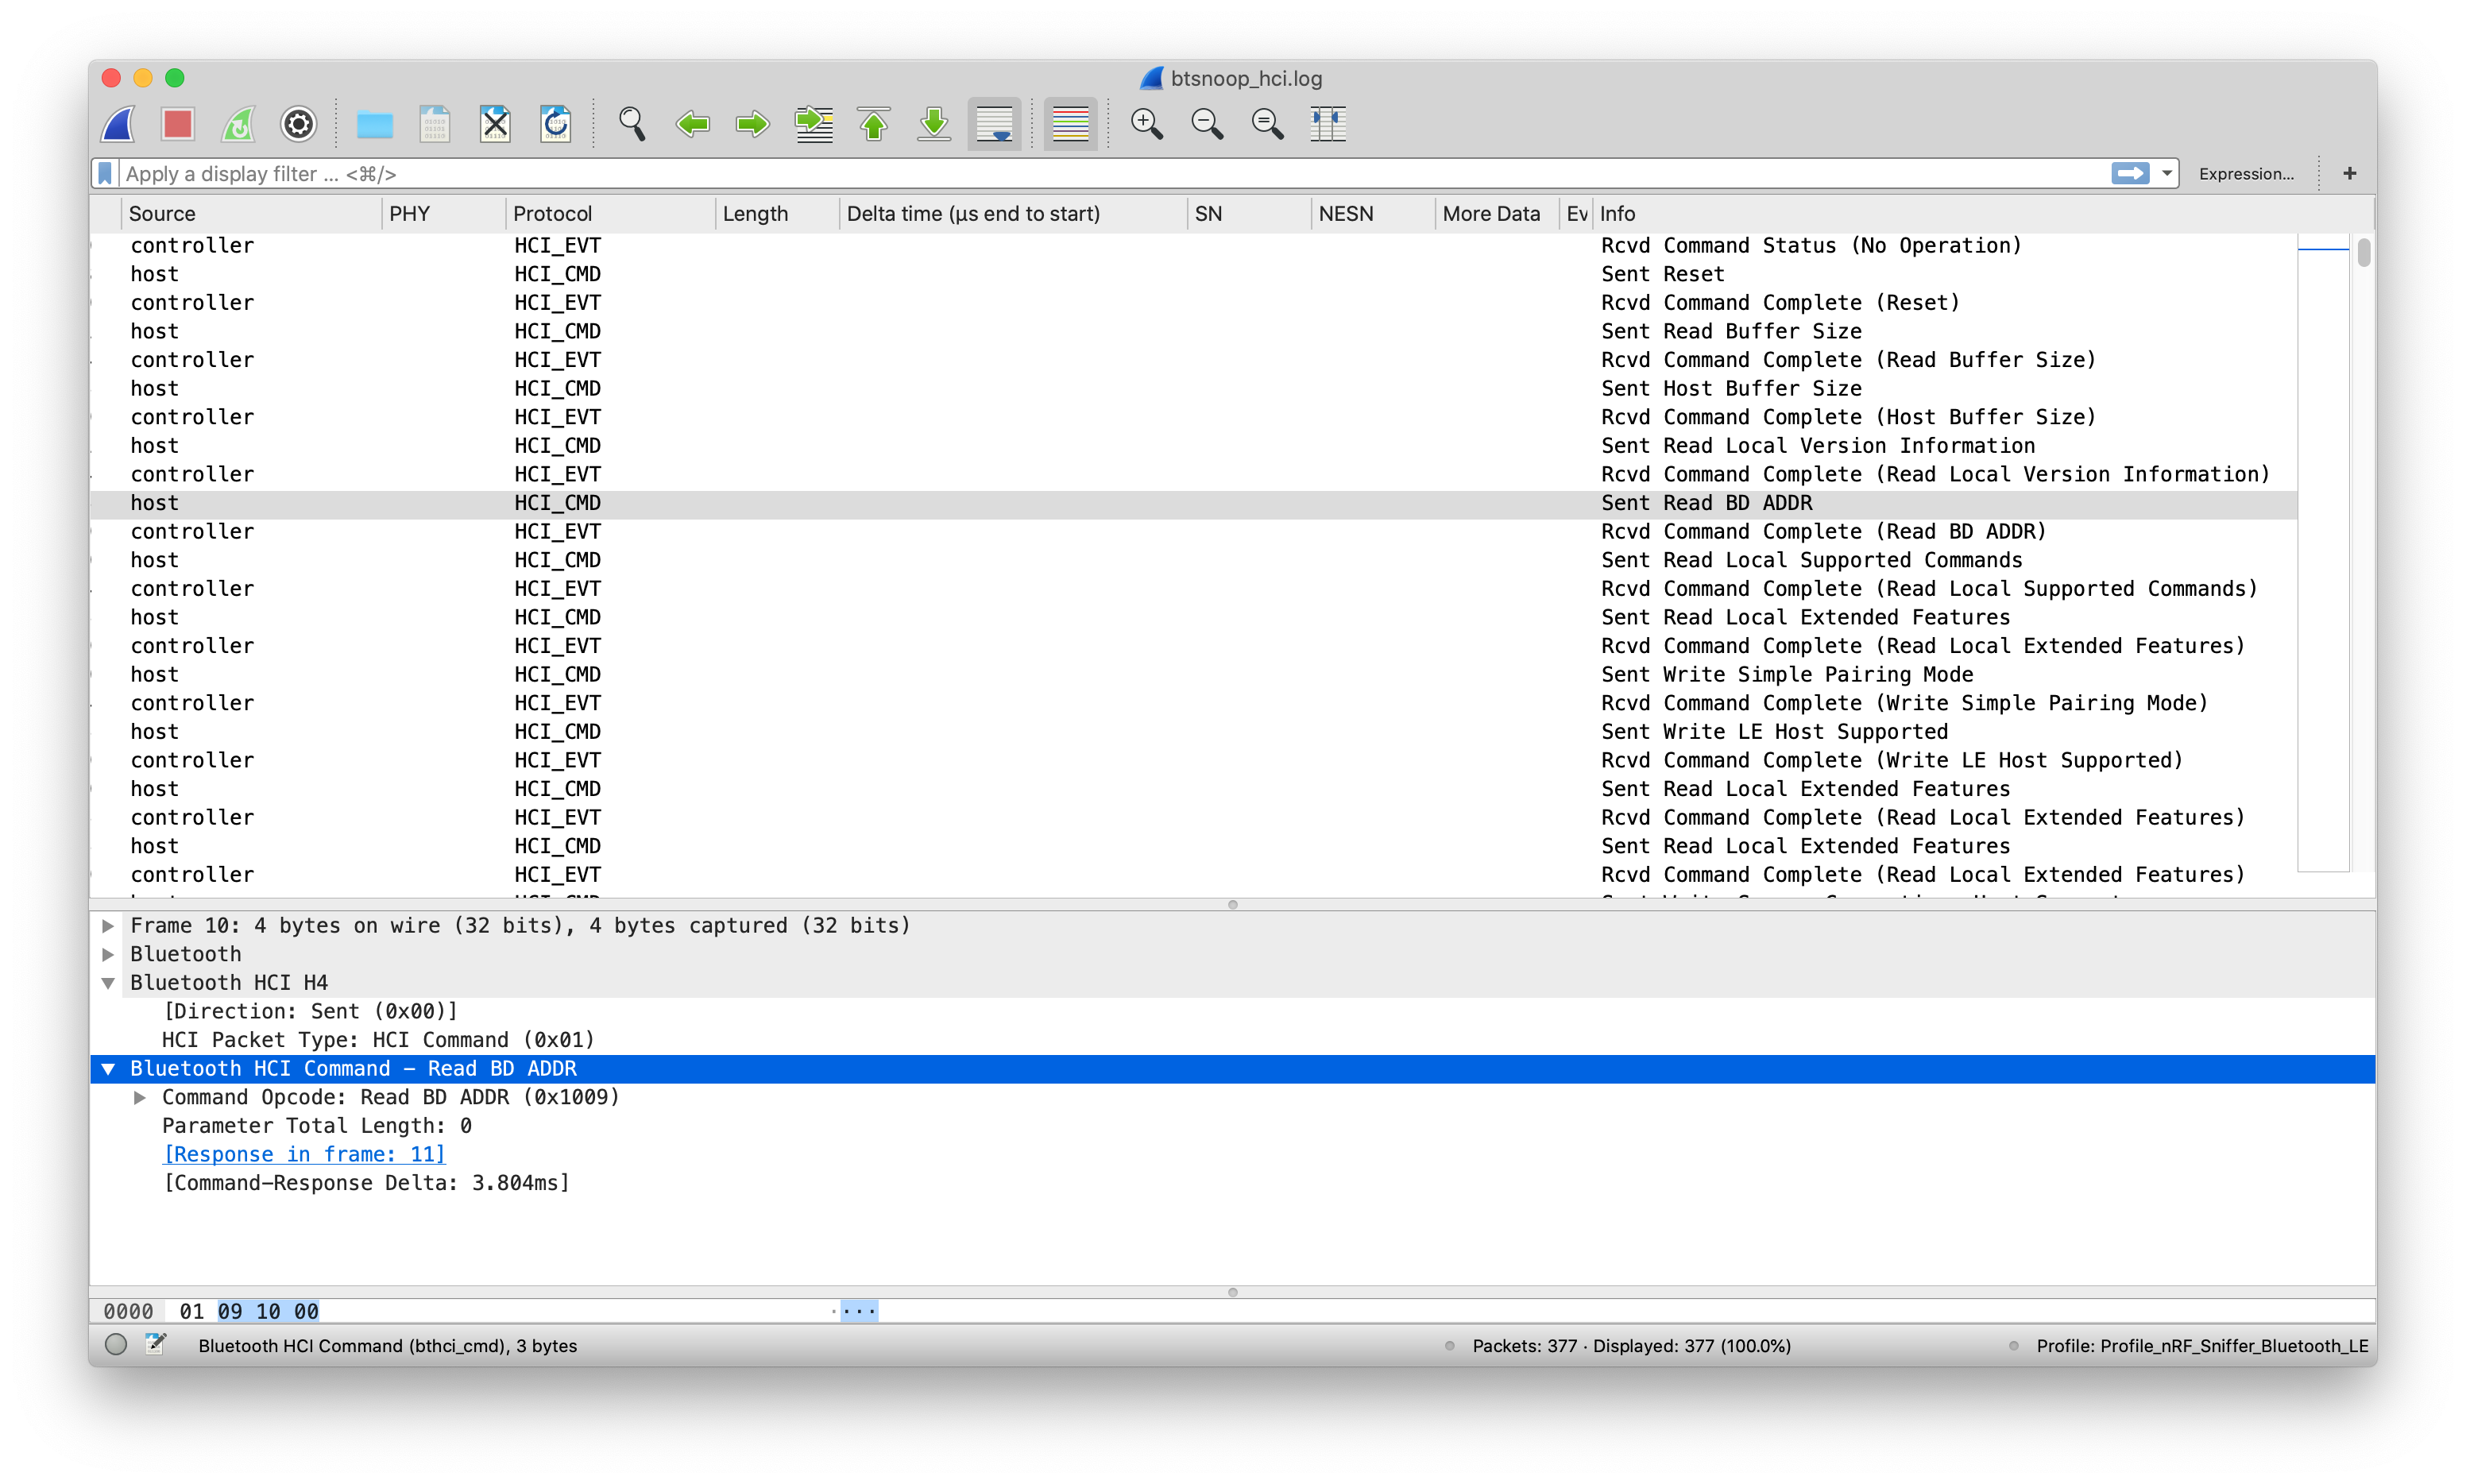 btsnoop_hci.log
Apply a display filter ... <⌘/>
Expression...
+
Source PHY Protocol Length Delta time (µs end to start) SN NESN More Data Ev Info
controller HCI_EVT Rcvd Command Status (No Operation)
host HCI_CMD Sent Reset
controller HCI_EVT Rcvd Command Complete (Reset)
host HCI_CMD Sent Read Buffer Size
controller HCI_EVT Rcvd Command Complete (Read Buffer Size)
host HCI_CMD Sent Host Buffer Size
controller HCI_EVT Rcvd Command Complete (Host Buffer Size)
host HCI_CMD Sent Read Local Version Information
controller HCI_EVT Rcvd Command Complete (Read Local Version Information)
host HCI_CMD Sent Read BD ADDR
controller HCI_EVT Rcvd Command Complete (Read BD ADDR)
host HCI_CMD Sent Read Local Supported Commands
controller HCI_EVT Rcvd Command Complete (Read Local Supported Commands)
host HCI_CMD Sent Read Local Extended Features
controller HCI_EVT Rcvd Command Complete (Read Local Extended Features)
host HCI_CMD Sent Write Simple Pairing Mode
controller HCI_EVT Rcvd Command Complete (Write Simple Pairing Mode)
host HCI_CMD Sent Write LE Host Supported
controller HCI_EVT Rcvd Command Complete (Write LE Host Supported)
host HCI_CMD Sent Read Local Extended Features
controller HCI_EVT Rcvd Command Complete (Read Local Extended Features)
host HCI_CMD Sent Read Local Extended Features
controller HCI_EVT Rcvd Command Complete (Read Local Extended Features)
Frame 10: 4 bytes on wire (32 bits), 4 bytes captured (32 bits)
Bluetooth
Bluetooth HCI H4
[Direction: Sent (0x00)]
HCI Packet Type: HCI Command (0x01)
Bluetooth HCI Command – Read BD ADDR
Command Opcode: Read BD ADDR (0x1009)
Parameter Total Length: 0
[Response in frame: 11]
[Command–Response Delta: 3.804ms]
0000 01 09 10 00 ····
Bluetooth HCI Command (bthci_cmd), 3 bytes
Packets: 377 · Displayed: 377 (100.0%)
Profile: Profile_nRF_Sniffer_Bluetooth_LE